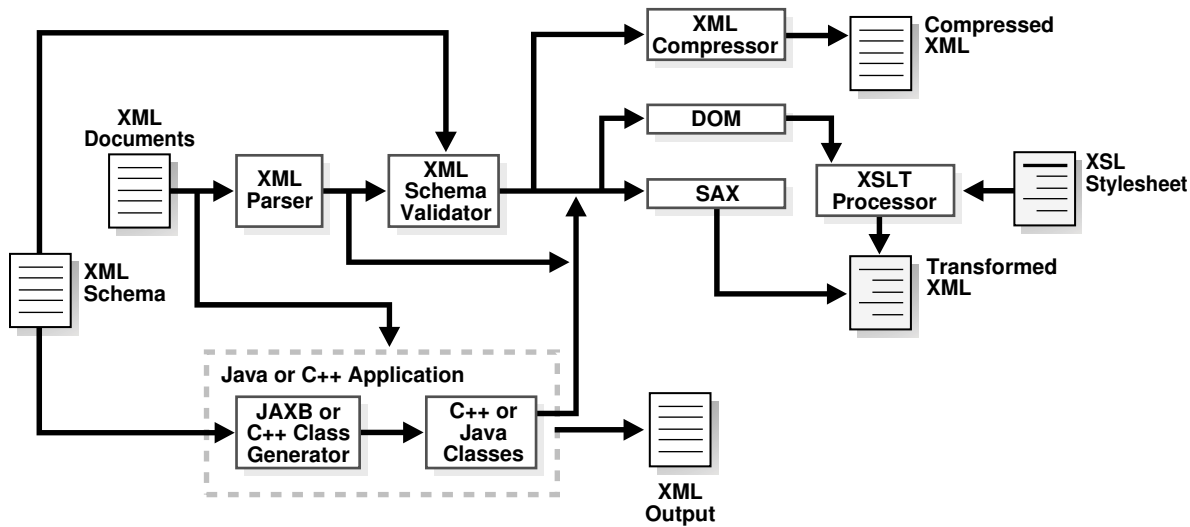 XML
Compressor
Compressed
XML
XML
Documents
DOM
XML
Parser
XML
Schema
Validator
SAX
XSLT
Processor
XSL
Stylesheet
XML
Schema
Transformed
XML
Java or C++ Application
JAXB or
C++ Class
Generator
C++ or
Java
Classes
XML
Output